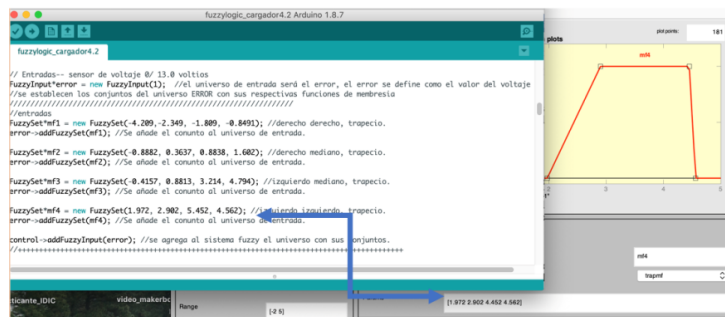 fuzzylogic_cargador4.2 Arduino 1.8.7
fuzzylogic_cargador4.2
// Entradas-- sensor de voltaje 0/ 13.0 voltios
FuzzyInput*error = new FuzzyInput(1); //el universo de entrada será el error, el error se define como el valor del voltaje
//se establecen los conjuntos del universo ERROR con sus respectivas funciones de membresia
//entradas
FuzzySet*mf1 = new FuzzySet(-4.209,-2.349, -1.809, -0.8491); //derecho derecho, trapecio.
error->addFuzzySet(mf1); //Se añade el conunto al universo de entrada.
FuzzySet*mf2 = new FuzzySet(-0.8882, 0.3637, 0.8838, 1.602); //derecho mediano, trapecio.
error->addFuzzySet(mf2); //Se añade el conunto al universo de entrada.
FuzzySet*mf3 = new FuzzySet(-0.4157, 0.8813, 3.214, 4.794); //izquierdo mediano, trapecio.
error->addFuzzySet(mf3); //Se añade el conunto al universo de entrada.
FuzzySet*mf4 = new FuzzySet(1.972, 2.902, 5.452, 4.562); //izquierdo izquierdo, trapecio.
error->addFuzzySet(mf4); //Se añade el conunto al universo de entrada.
control->addFuzzyInput(error); //se agrega al sistema fuzzy el universo con sus conjuntos.
plots
plot points:
181
mf4
2
3
4
5
mf4
trapmf
[1.972 2.902 4.452 4.562]
Range
[-2 5]
ticante_IDIC
video_makerbo